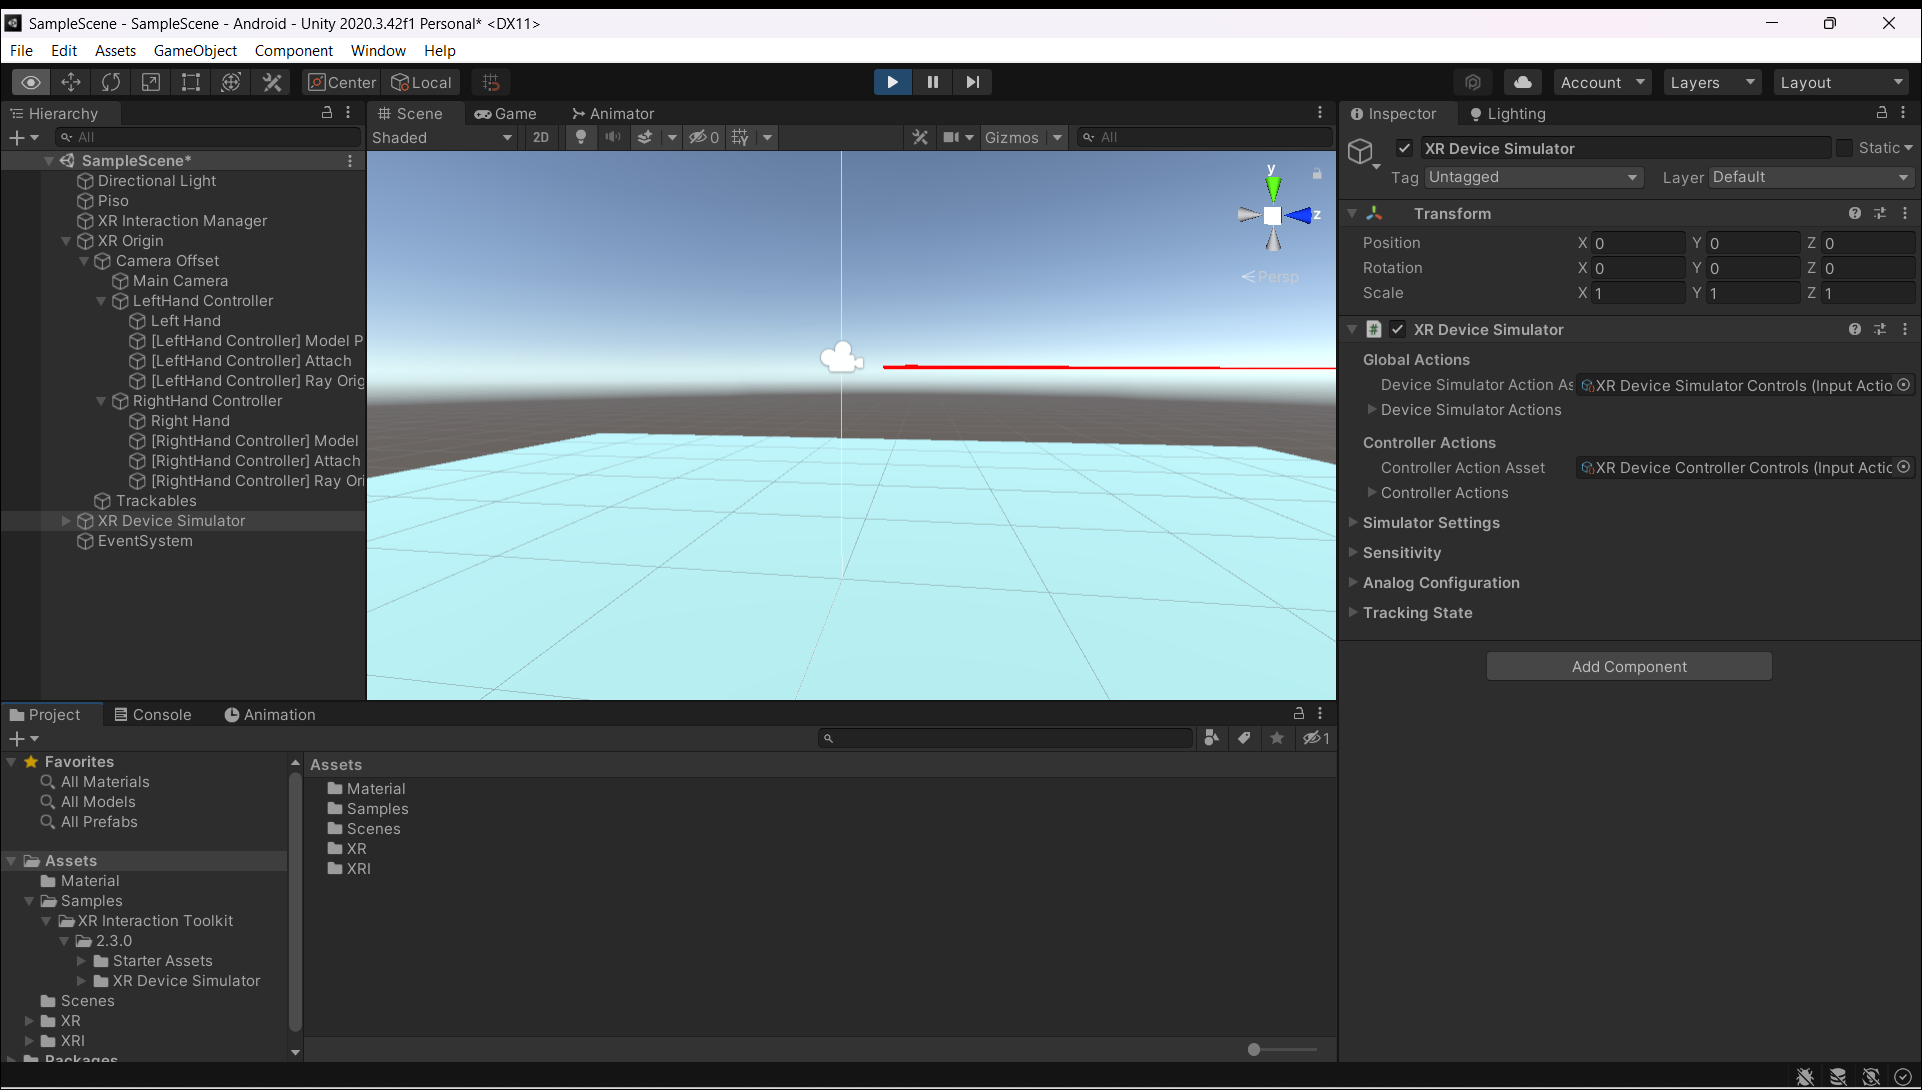 SampleScene - SampleScene - Android - Unity 2020.3.42f1 Personal* <DX11>
File Edit Assets GameObject Component Window Help
Center Local Account Layers Layout
Hierarchy
All
SampleScene*
Directional Light
Piso
XR Interaction Manager
XR Origin
Camera Offset
Main Camera
LeftHand Controller
Left Hand
[LeftHand Controller] Model P
[LeftHand Controller] Attach
[LeftHand Controller] Ray Orig
RightHand Controller
Right Hand
[RightHand Controller] Model
[RightHand Controller] Attach
[RightHand Controller] Ray Ori
Trackables
XR Device Simulator
EventSystem
Scene Game Animator
Shaded 2D 0 Gizmos All
y
z
Persp
Inspector Lighting
XR Device Simulator Static
Tag Untagged Layer Default
Transform
Position X 0 Y 0 Z 0
Rotation X 0 Y 0 Z 0
Scale X 1 Y 1 Z 1
# XR Device Simulator
Global Actions
Device Simulator Action As XR Device Simulator Controls (Input Actio
Device Simulator Actions
Controller Actions
Controller Action Asset XR Device Controller Controls (Input Actic
Controller Actions
Simulator Settings
Sensitivity
Analog Configuration
Tracking State
Add Component
Project Console Animation
1
Favorites
All Materials
All Models
All Prefabs
Assets
Material
Samples
XR Interaction Toolkit
2.3.0
Starter Assets
XR Device Simulator
Scenes
XR
XRI
Packages
Assets
Material
Samples
Scenes
XR
XRI